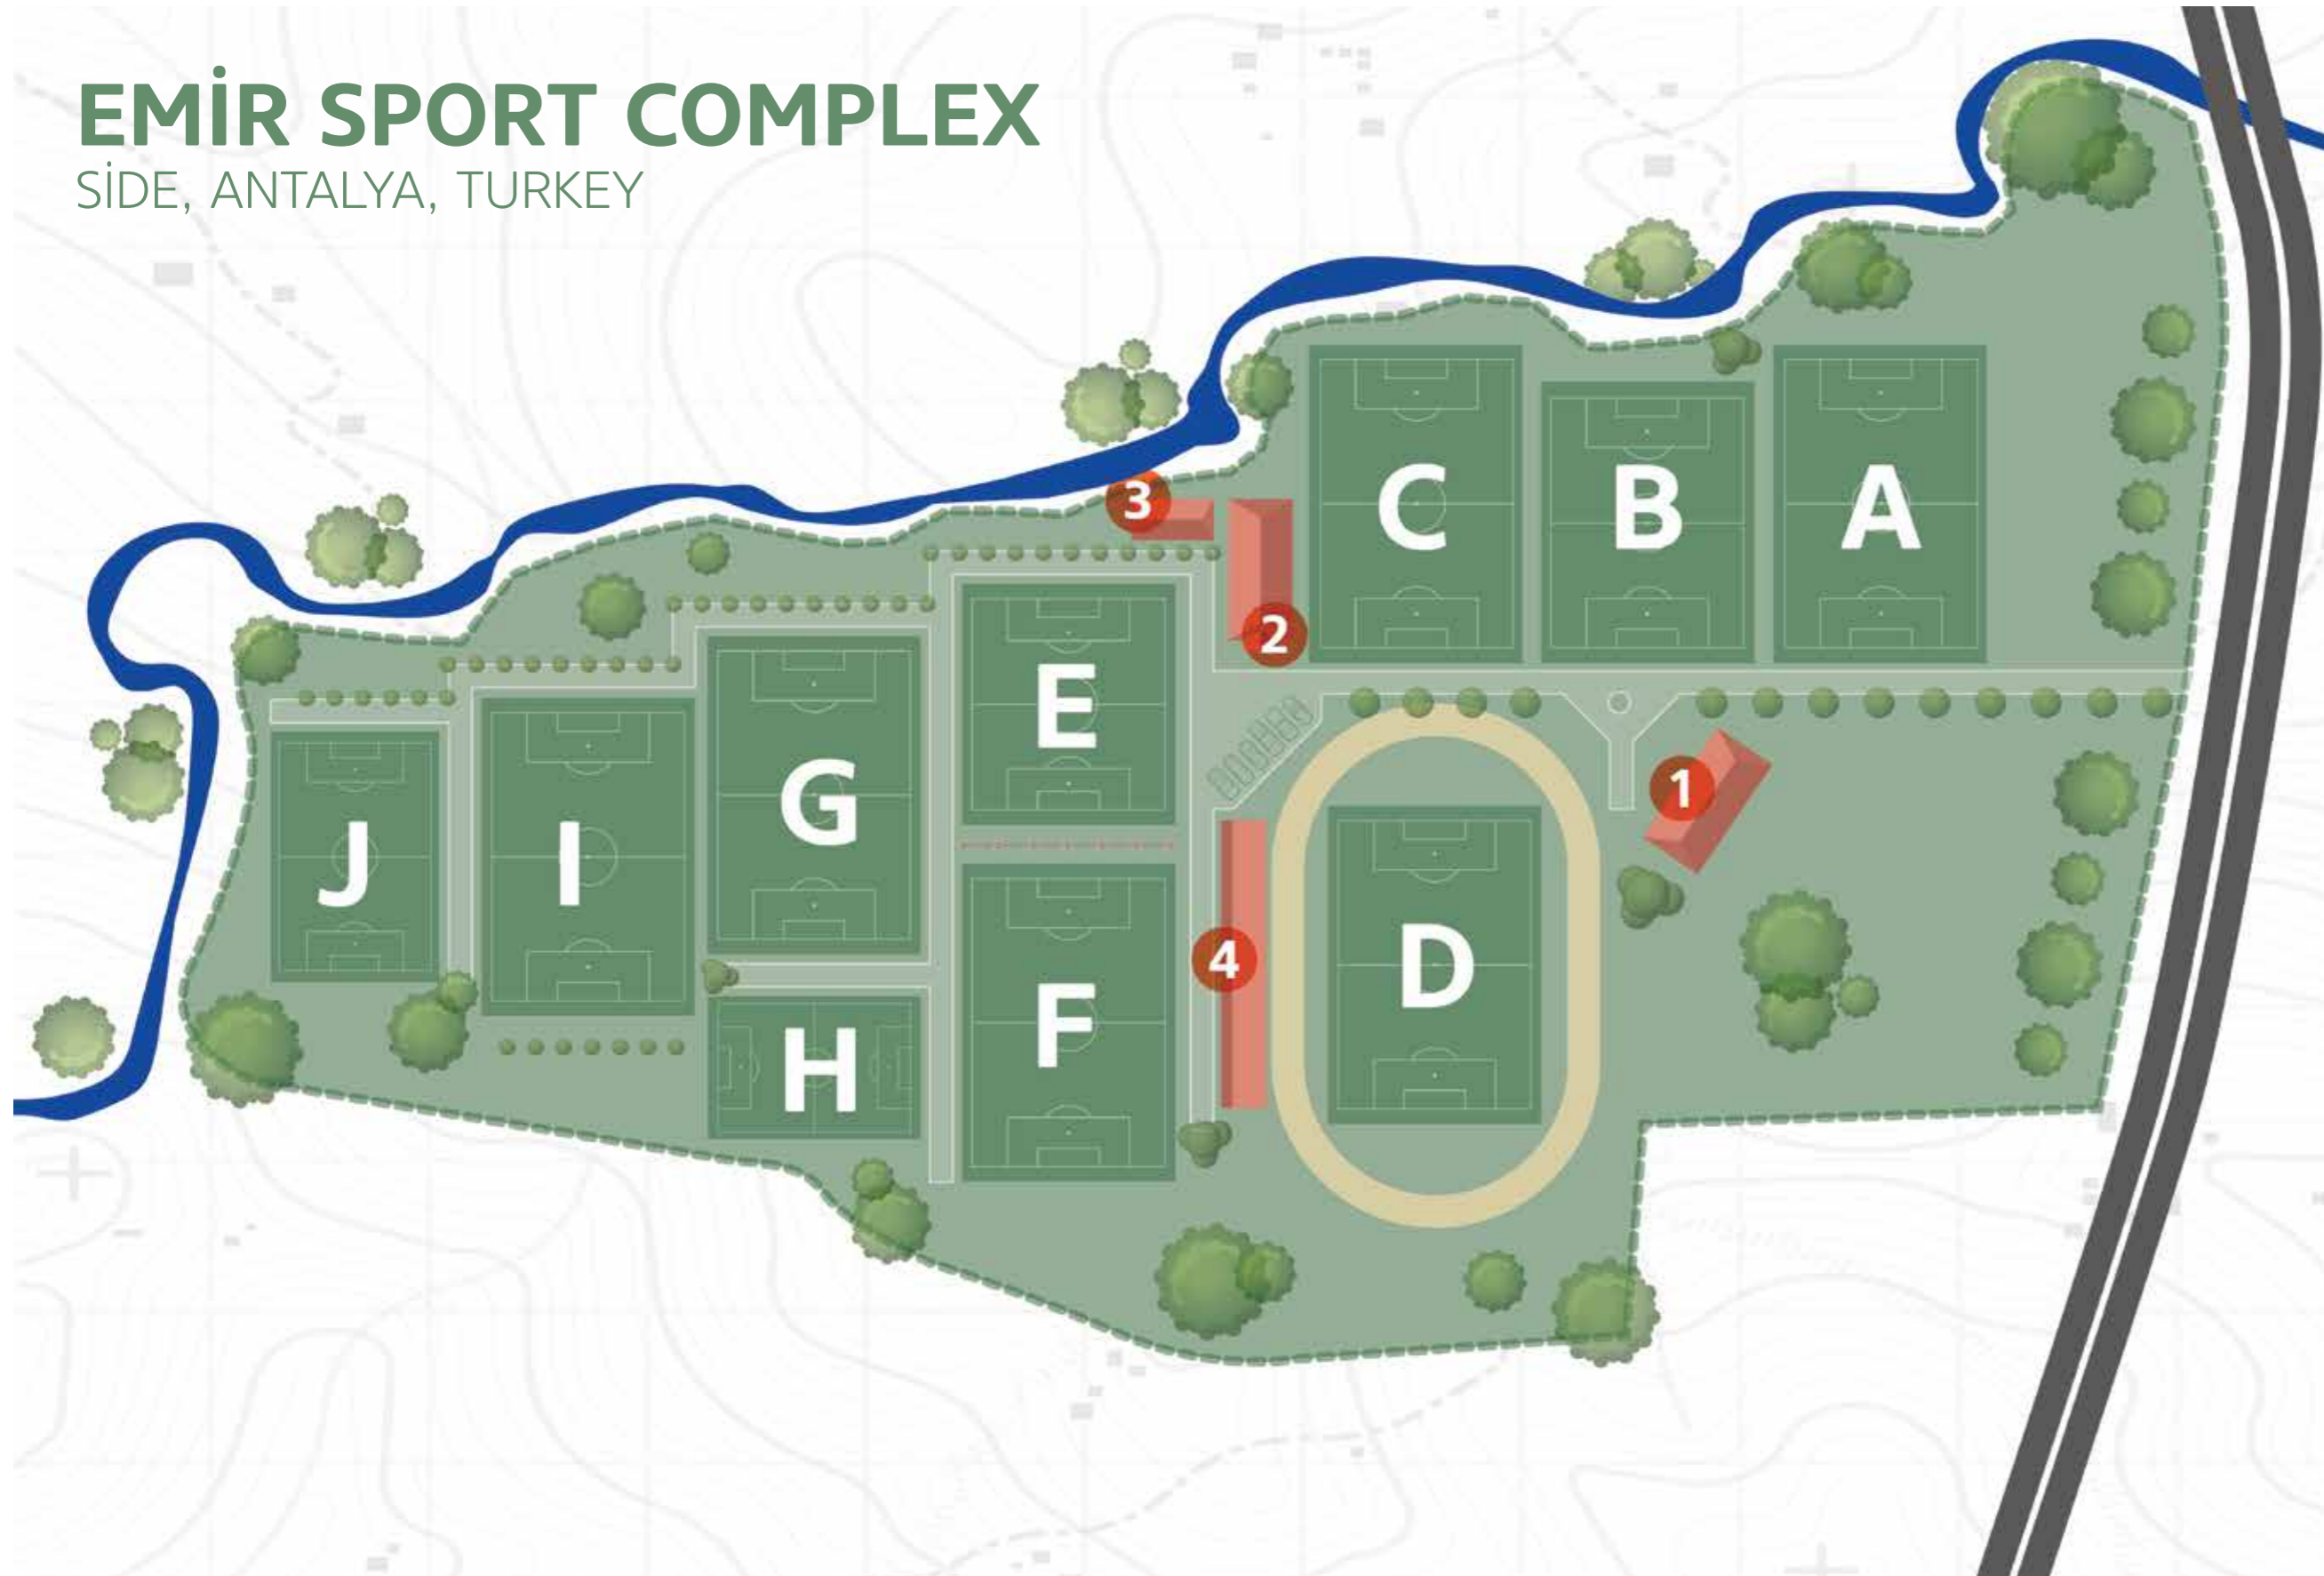 EMİR SPORT COMPLEX
SİDE, ANTALYA, TURKEY
C
B
A
3
2
E
G
1
J
I
4
D
F
H